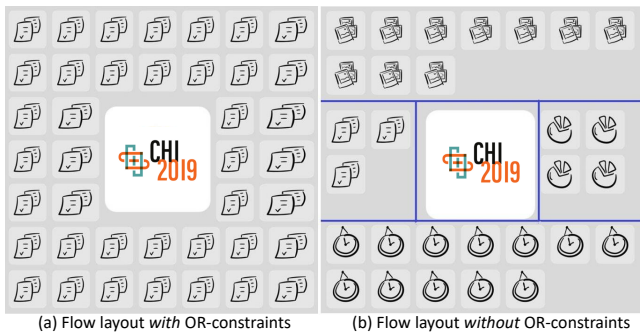 CHI
2019
CHI
2019
(a) Flow layout with OR-constraints
(b) Flow layout without OR-constraints.